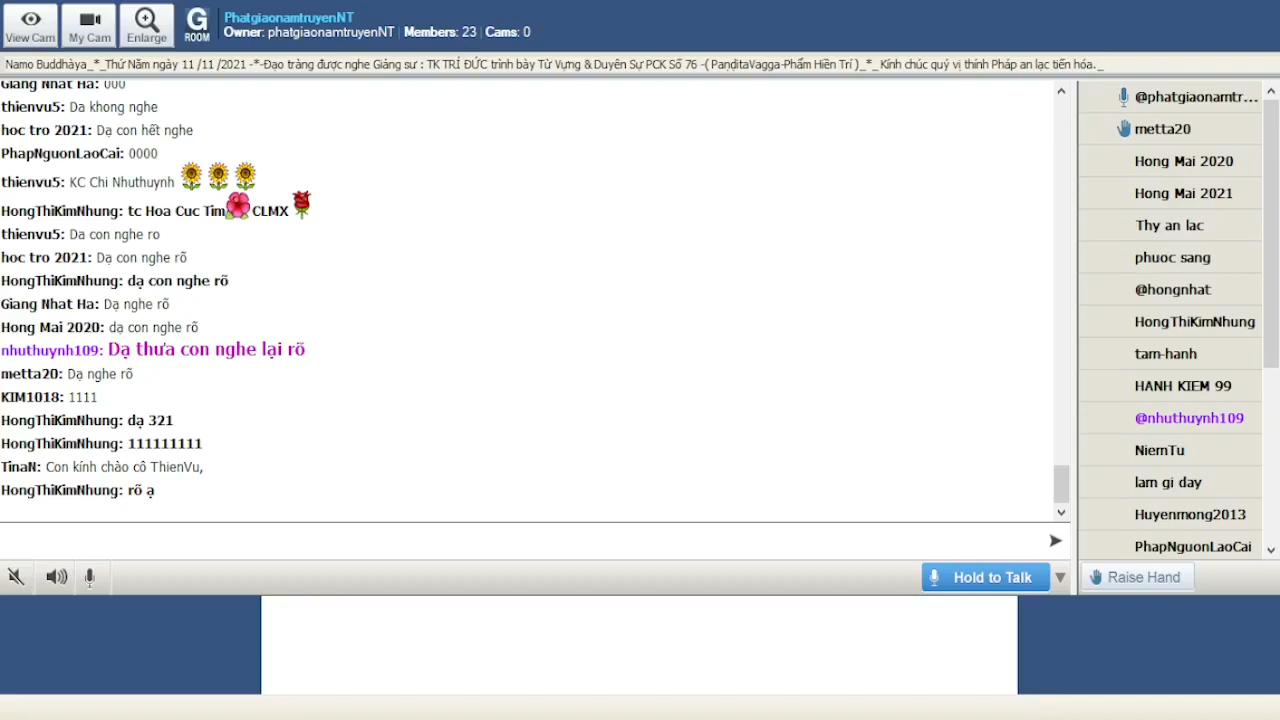 View Cam
My Cam
Enlarge
G
ROOM
PhatgiaonamtruyenNT
Owner: phatgiaonamtruyenNT | Members: 23 | Cams: 0
Namo Buddhàya_*_Thứ Năm ngày 11 /11 /2021 -*-Đạo tràng được nghe Giảng sư : TK TRÍ ĐỨC trình bày Từ Vựng & Duyên Sự PCK Số 76 -( PaṇḍitaVagga-Phẩm Hiền Trí )_*_ Kính chúc quý vị thính Pháp an lạc tiến hóa._
Giang Nhat Ha: 000
thienvu5: Da khong nghe
hoc tro 2021: Dạ con hết nghe
PhapNguonLaoCai: 0000
thienvu5: KC Chi Nhuthuynh
HongThiKimNhung: tc Hoa Cuc Tim CLMX
thienvu5: Da con nghe ro
hoc tro 2021: Dạ con nghe rõ
HongThiKimNhung: dạ con nghe rõ
Giang Nhat Ha: Dạ nghe rõ
Hong Mai 2020: dạ con nghe rõ
nhuthuynh109: Dạ thưa con nghe lại rõ
metta20: Dạ nghe rõ
KIM1018: 1111
HongThiKimNhung: dạ 321
HongThiKimNhung: 111111111
TinaN: Con kính chào cô ThienVu,
HongThiKimNhung: rõ ạ
Hold to Talk
@phatgiaonamtr...
metta20
Hong Mai 2020
Hong Mai 2021
Thy an lac
phuoc sang
@hongnhat
HongThiKimNhung
tam-hanh
HANH KIEM 99
@nhuthuynh109
NiemTu
lam gi day
Huyenmong2013
PhapNguonLaoCai
Raise Hand